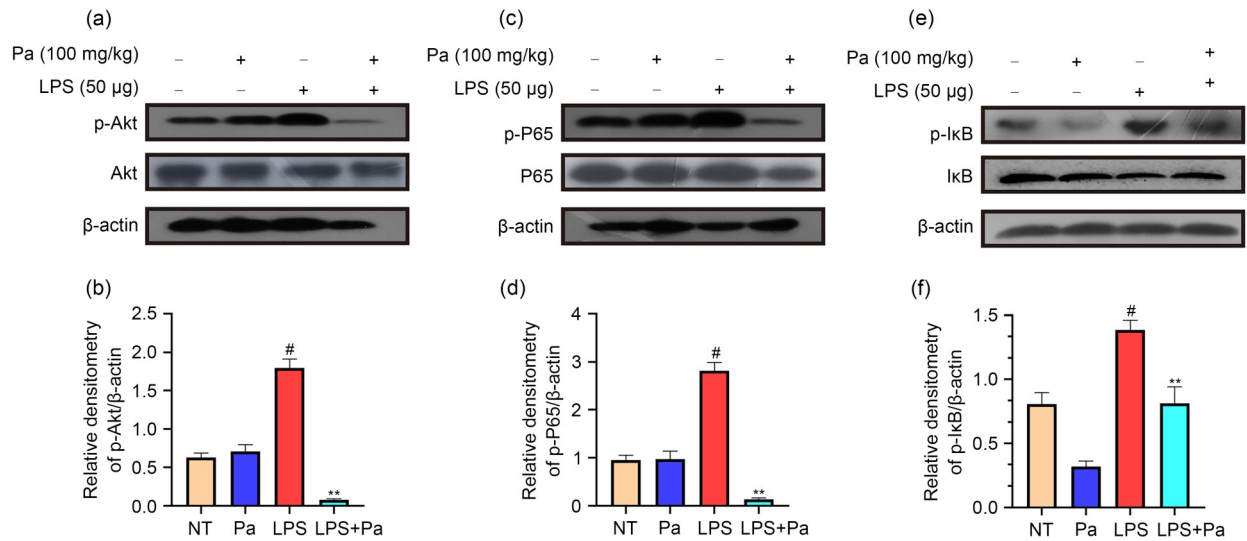 (a)
Pa (100 mg/kg) – + – +
LPS (50 µg) – – + +
p-Akt
Akt
β-actin
(c)
Pa (100 mg/kg) – + – +
LPS (50 µg) – – + +
p-P65
P65
β-actin
(e)
Pa (100 mg/kg) – + – +
LPS (50 µg) – – + +
p-IκB
IκB
β-actin
(b)
Relative densitometry
of p-Akt/β-actin
2.5
2.0
1.5
1.0
0.5
0.0
#
**
NT Pa LPS LPS+Pa
(d)
Relative densitometry
of p-P65/β-actin
4
3
2
1
0
#
**
NT Pa LPS LPS+Pa
(f)
Relative densitometry
of p-IκB/β-actin
1.5
1.0
0.5
0.0
#
**
NT Pa LPS LPS+Pa